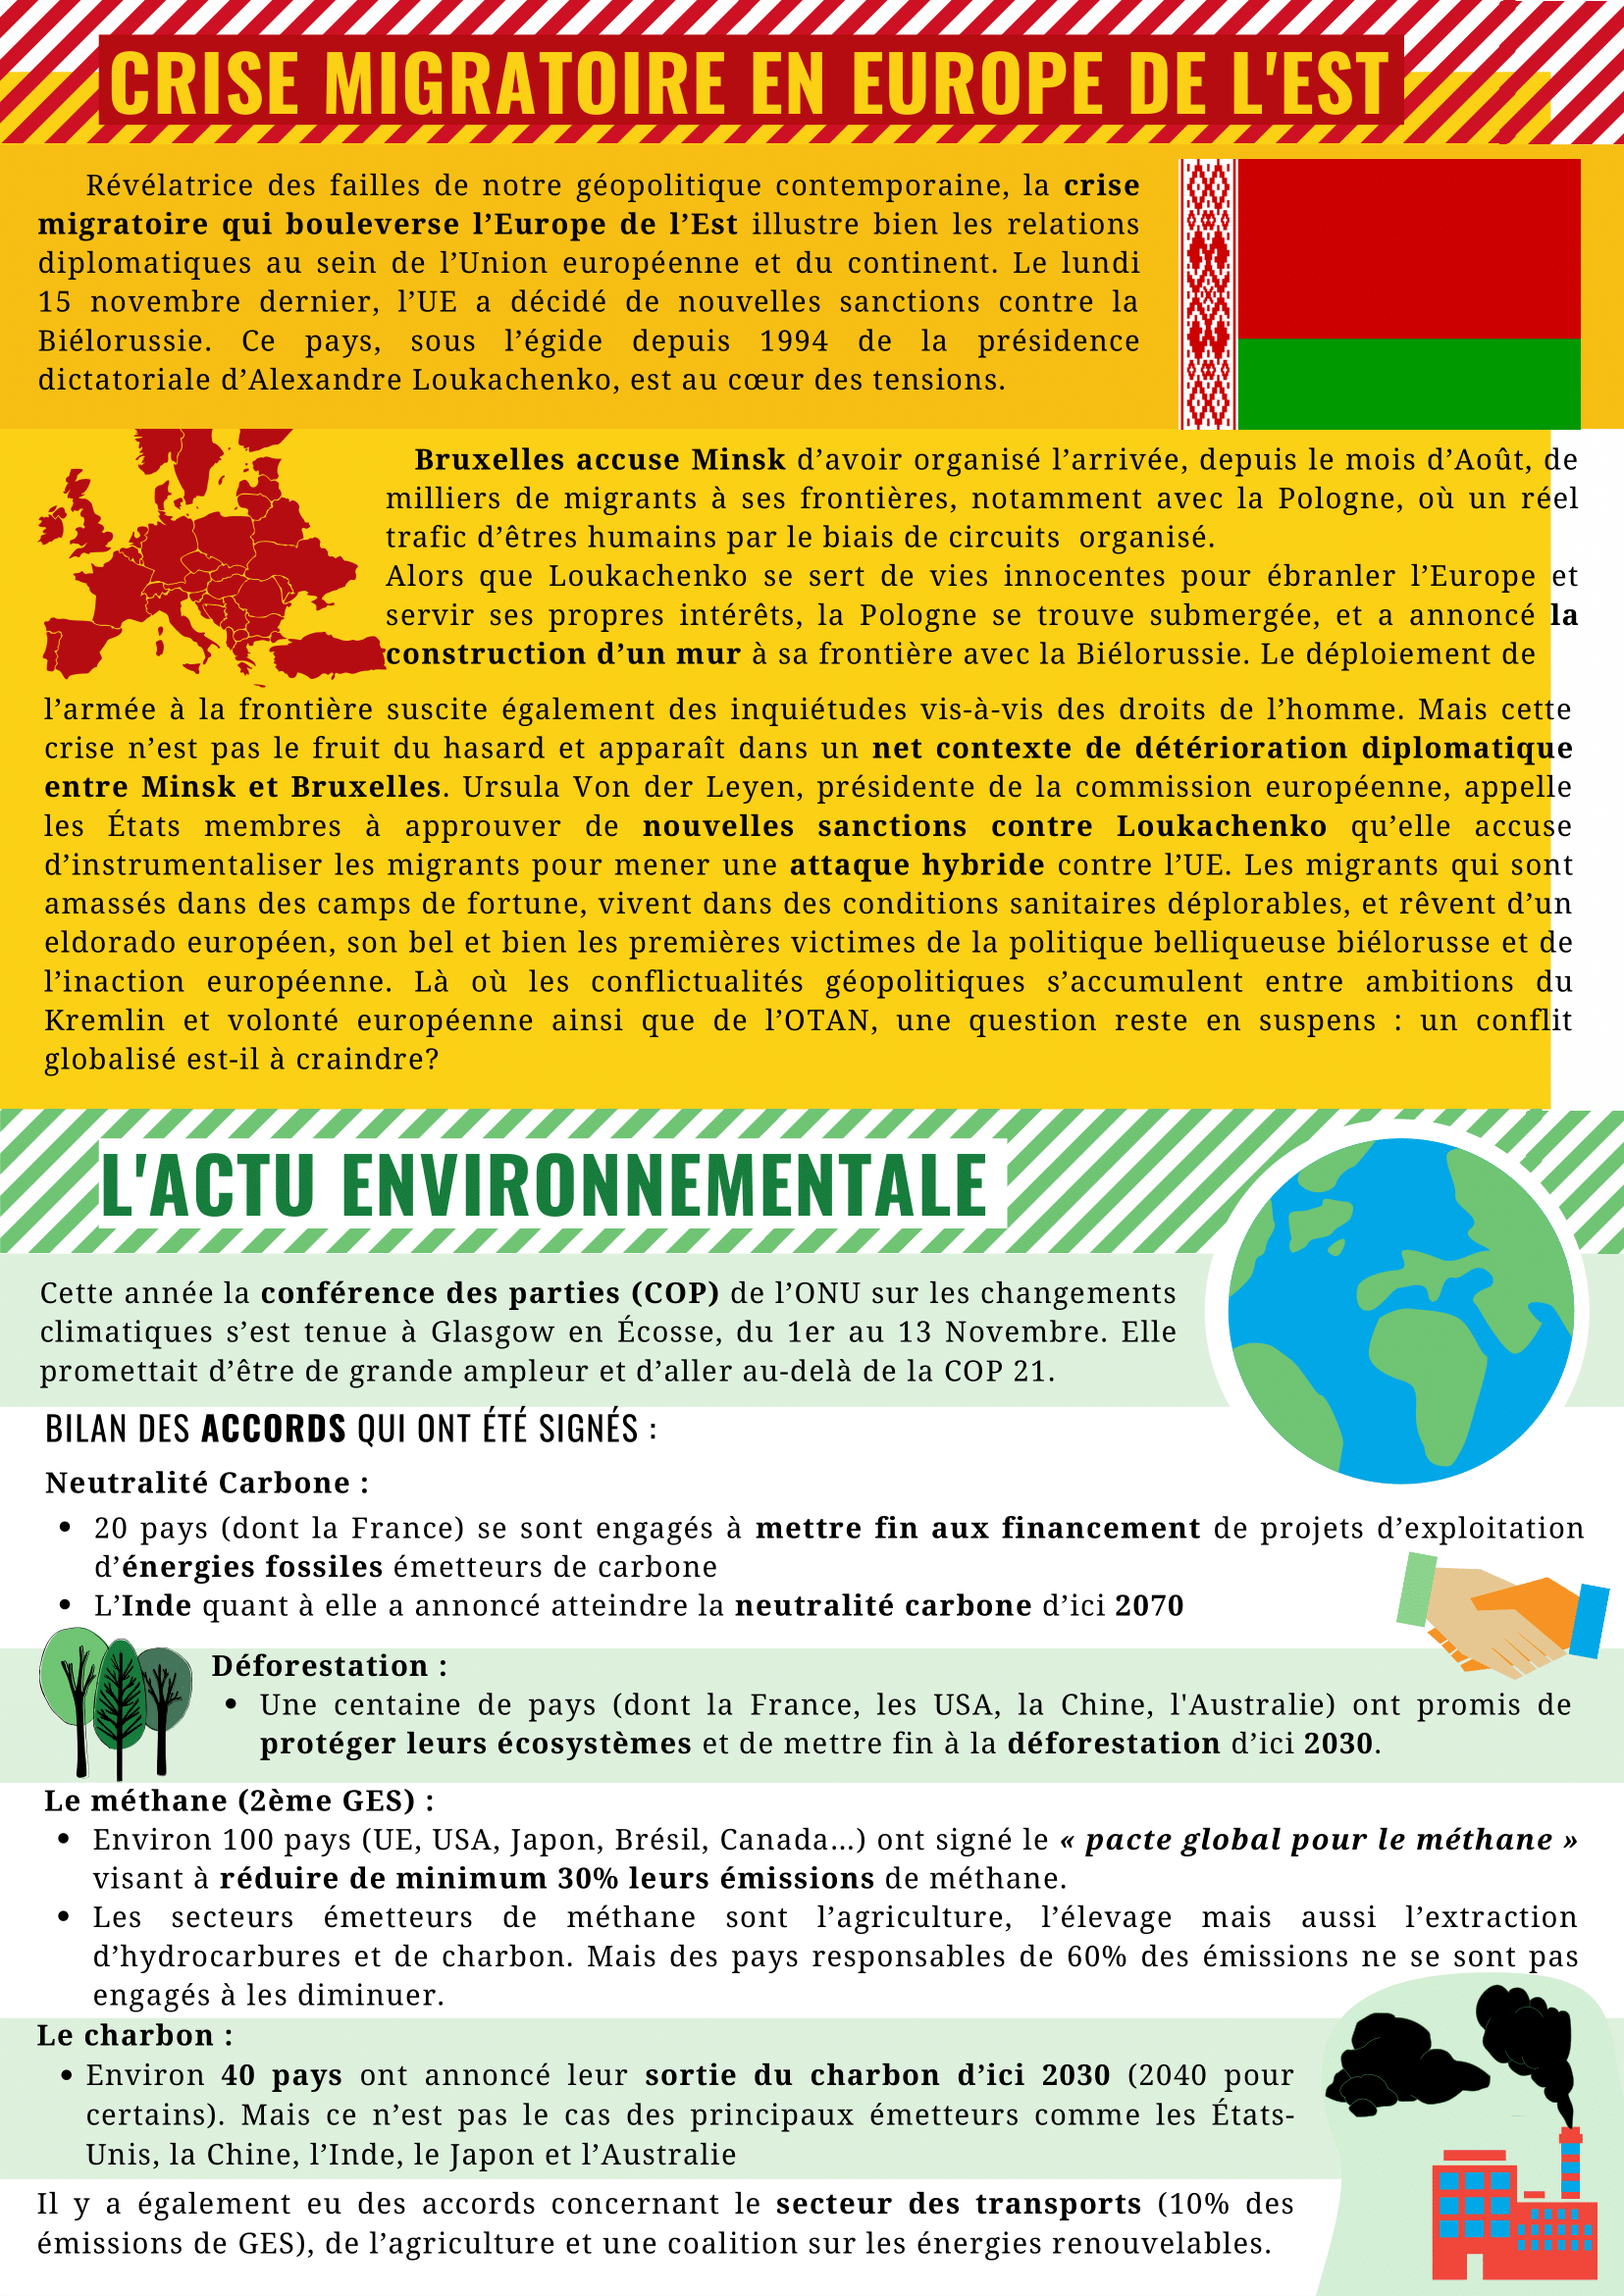 CRISE MIGRATOIRE EN EUROPE DE L'EST
Révélatrice des failles de notre géopolitique contemporaine, la crise
migratoire qui bouleverse l’Europe de l’Est illustre bien les relations
diplomatiques au sein de l’Union européenne et du continent. Le lundi
15 novembre dernier, l’UE a décidé de nouvelles sanctions contre la
Biélorussie. Ce pays, sous l’égide depuis 1994 de la présidence
dictatoriale d’Alexandre Loukachenko, est au cœur des tensions.
Bruxelles accuse Minsk d’avoir organisé l’arrivée, depuis le mois d’Août, de
milliers de migrants à ses frontières, notamment avec la Pologne, où un réel
trafic d’êtres humains par le biais de circuits organisé.
Alors que Loukachenko se sert de vies innocentes pour ébranler l’Europe et
servir ses propres intérêts, la Pologne se trouve submergée, et a annoncé la
construction d’un mur à sa frontière avec la Biélorussie. Le déploiement de
l’armée à la frontière suscite également des inquiétudes vis-à-vis des droits de l’homme. Mais cette
crise n’est pas le fruit du hasard et apparaît dans un net contexte de détérioration diplomatique
entre Minsk et Bruxelles. Ursula Von der Leyen, présidente de la commission européenne, appelle
les États membres à approuver de nouvelles sanctions contre Loukachenko qu’elle accuse
d’instrumentaliser les migrants pour mener une attaque hybride contre l’UE. Les migrants qui sont
amassés dans des camps de fortune, vivent dans des conditions sanitaires déplorables, et rêvent d’un
eldorado européen, son bel et bien les premières victimes de la politique belliqueuse biélorusse et de
l’inaction européenne. Là où les conflictualités géopolitiques s’accumulent entre ambitions du
Kremlin et volonté européenne ainsi que de l’OTAN, une question reste en suspens : un conflit
globalisé est-il à craindre?
L'ACTU ENVIRONNEMENTALE
Cette année la conférence des parties (COP) de l’ONU sur les changements
climatiques s’est tenue à Glasgow en Écosse, du 1er au 13 Novembre. Elle
promettait d’être de grande ampleur et d’aller au-delà de la COP 21.
BILAN DES ACCORDS QUI ONT ÉTÉ SIGNÉS :
Neutralité Carbone :
• 20 pays (dont la France) se sont engagés à mettre fin aux financement de projets d’exploitation
d’énergies fossiles émetteurs de carbone
• L’Inde quant à elle a annoncé atteindre la neutralité carbone d’ici 2070
Déforestation :
• Une centaine de pays (dont la France, les USA, la Chine, l'Australie) ont promis de
protéger leurs écosystèmes et de mettre fin à la déforestation d’ici 2030.
Le méthane (2ème GES) :
• Environ 100 pays (UE, USA, Japon, Brésil, Canada…) ont signé le « pacte global pour le méthane »
visant à réduire de minimum 30% leurs émissions de méthane.
• Les secteurs émetteurs de méthane sont l’agriculture, l’élevage mais aussi l’extraction
d’hydrocarbures et de charbon. Mais des pays responsables de 60% des émissions ne se sont pas
engagés à les diminuer.
Le charbon :
• Environ 40 pays ont annoncé leur sortie du charbon d’ici 2030 (2040 pour
certains). Mais ce n’est pas le cas des principaux émetteurs comme les États-
Unis, la Chine, l’Inde, le Japon et l’Australie
Il y a également eu des accords concernant le secteur des transports (10% des
émissions de GES), de l’agriculture et une coalition sur les énergies renouvelables.